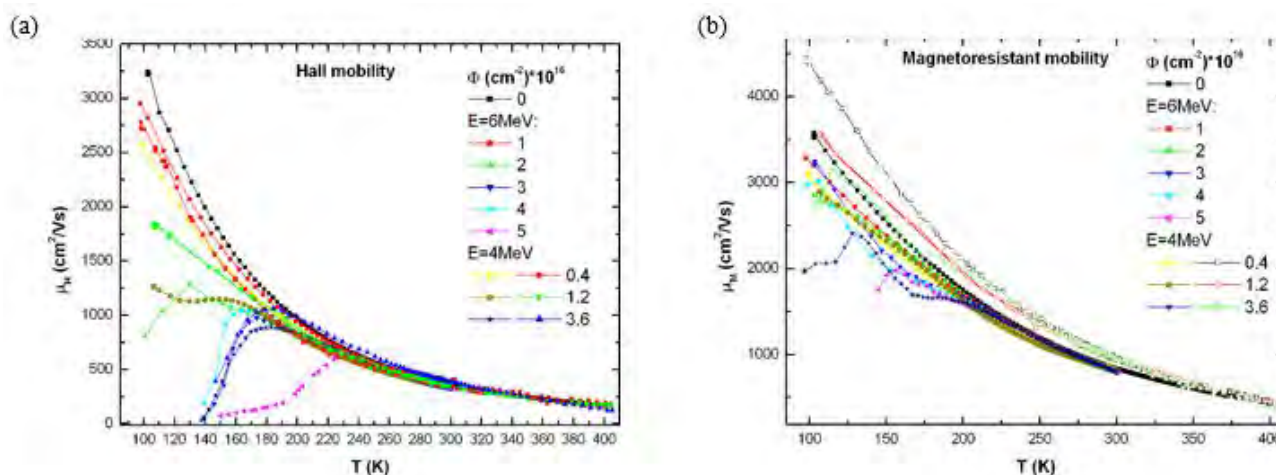 (a)
Hall mobility
Φ (cm⁻²)*10¹⁶
0
E=6MeV:
1
2
3
4
5
E=4MeV
0.4
1.2
3.6
3500
3000
2500
2000
1500
1000
500
0
(cm²/Vs)
100 120 140 160 180 200 220 240 260 280 300 320 340 360 380 400
T (K)
(b)
Magnetoresistant mobility
Φ (cm⁻²)*10¹⁶
0
E=6MeV:
1
2
3
4
5
E=4MeV
0.4
1.2
3.6
4000
3000
2000
1000
μM (cm²/Vs)
100 150 200 250 300 350 400
T (K)